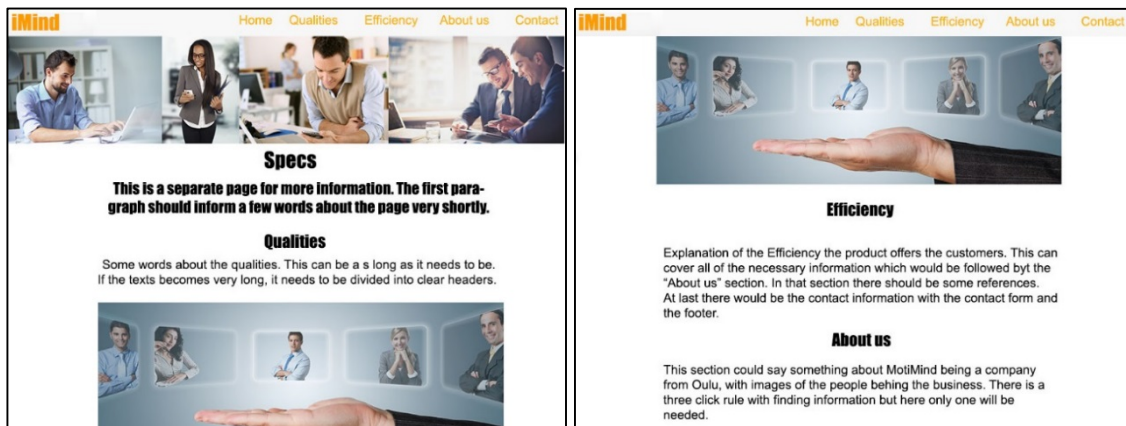 iMind
Home Qualities Efficiency About us Contact
Specs
This is a separate page for more information. The first para-
graph should inform a few words about the page very shortly.
Qualities
Some words about the qualities. This can be a s long as it needs to be.
If the texts becomes very long, it needs to be divided into clear headers.
iMind
Home Qualities Efficiency About us Contact
Efficiency
Explanation of the Efficiency the product offers the customers. This can
cover all of the necessary information which would be followed byt the
“About us” section. In that section there should be some references.
At last there would be the contact information with the contact form and
the footer.
About us
This section could say something about MotiMind being a company
from Oulu, with images of the people behing the business. There is a
three click rule with finding information but here only one will be
needed.